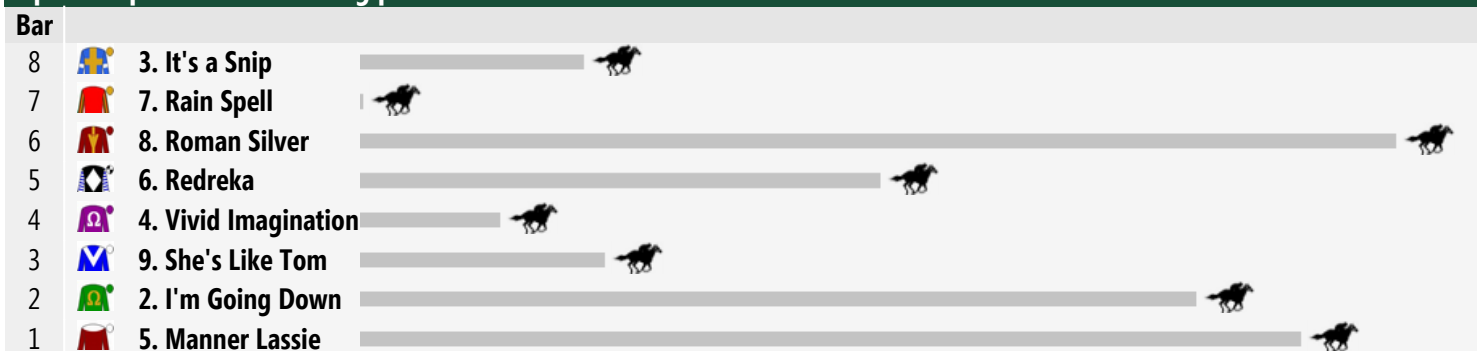 Bar
8 3. It's a Snip
7 7. Rain Spell
6 8. Roman Silver
5 6. Redreka
4 Ω 4. Vivid Imagination
3 9. She's Like Tom
2 Ω 2. I'm Going Down
1 5. Manner Lassie